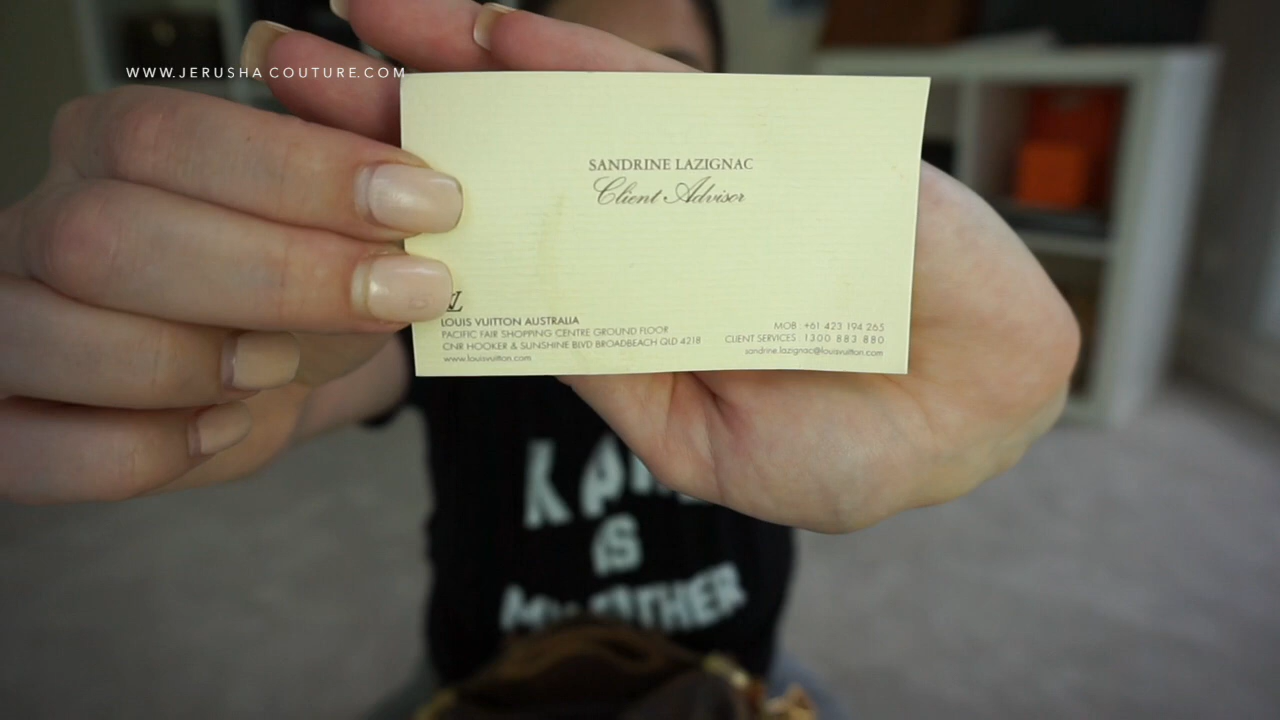 WWW.JERUSHACOUTURE.COM
SANDRINE LAZIGNAC
Client Advisor
LOUIS VUITTON AUSTRALIA
PACIFIC FAIR SHOPPING CENTRE GROUND FLOOR
CNR HOOKER & SUNSHINE BLVD BROADBEACH QLD 4218
www.louisvuitton.com
MOB : +61 423 194 265
CLIENT SERVICES : 1300 883 880
sandrine.lazignac@louisvuitton.com
IS